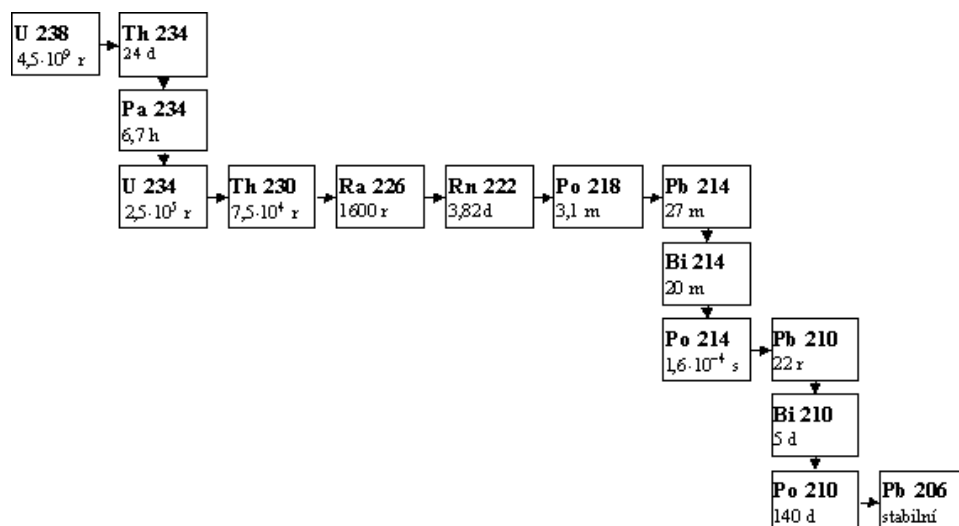 U 238
4,5·10⁹ r
Th 234
24 d
Pa 234
6,7 h
U 234
2,5·10⁵ r
Th 230
7,5·10⁴ r
Ra 226
1600 r
Rn 222
3,82 d
Po 218
3,1 m
Pb 214
27 m
Bi 214
20 m
Po 214
1,6·10⁻⁴ s
Pb 210
22 r
Bi 210
5 d
Po 210
140 d
Pb 206
stabilní